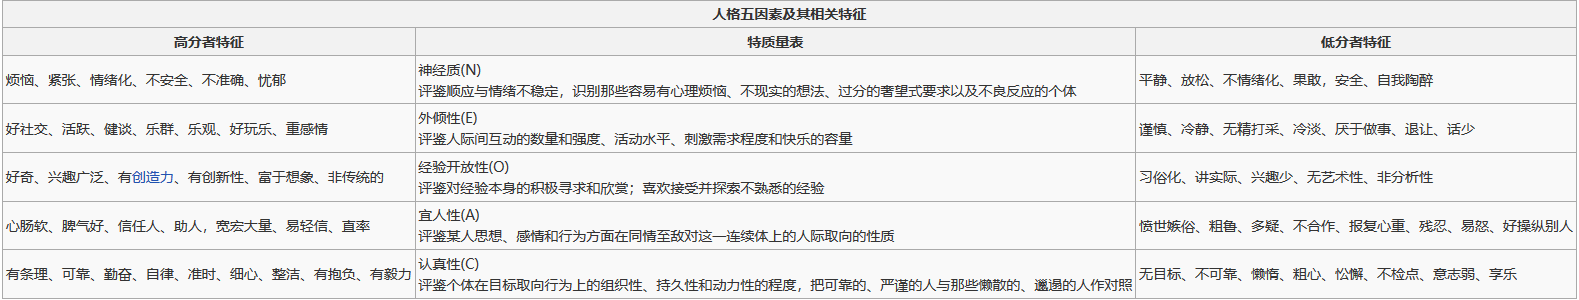 人格五因素及其相关特征
高分者特征 特质量表 低分者特征
烦恼、紧张、情绪化、不安全、不准确、忧郁
神经质(N)
评鉴顺应与情绪不稳定，识别那些容易有心理烦恼、不现实的想法、过分的奢望式要求以及不良反应的个体
平静、放松、不情绪化、果敢，安全、自我陶醉
好社交、活跃、健谈、乐群、乐观、好玩乐、重感情
外倾性(E)
评鉴人际间互动的数量和强度、活动水平、刺激需求程度和快乐的容量
谨慎、冷静、无精打采、冷淡、厌于做事、退让、话少
好奇、兴趣广泛、有创造力、有创新性、富于想象、非传统的
经验开放性(O)
评鉴对经验本身的积极寻求和欣赏；喜欢接受并探索不熟悉的经验
习俗化、讲实际、兴趣少、无艺术性、非分析性
心肠软、脾气好、信任人、助人，宽宏大量、易轻信、直率
宜人性(A)
评鉴某人思想、感情和行为方面在同情至敌对这一连续体上的人际取向的性质
愤世嫉俗、粗鲁、多疑、不合作、报复心重、残忍、易怒、好操纵别人
有条理、可靠、勤奋、自律、准时、细心、整洁、有抱负、有毅力
认真性(C)
评鉴个体在目标取向行为上的组织性、持久性和动力性的程度，把可靠的、严谨的人与那些懒散的、邋遢的人作对照
无目标、不可靠、懒惰、粗心、松懈、不检点、意志弱、享乐